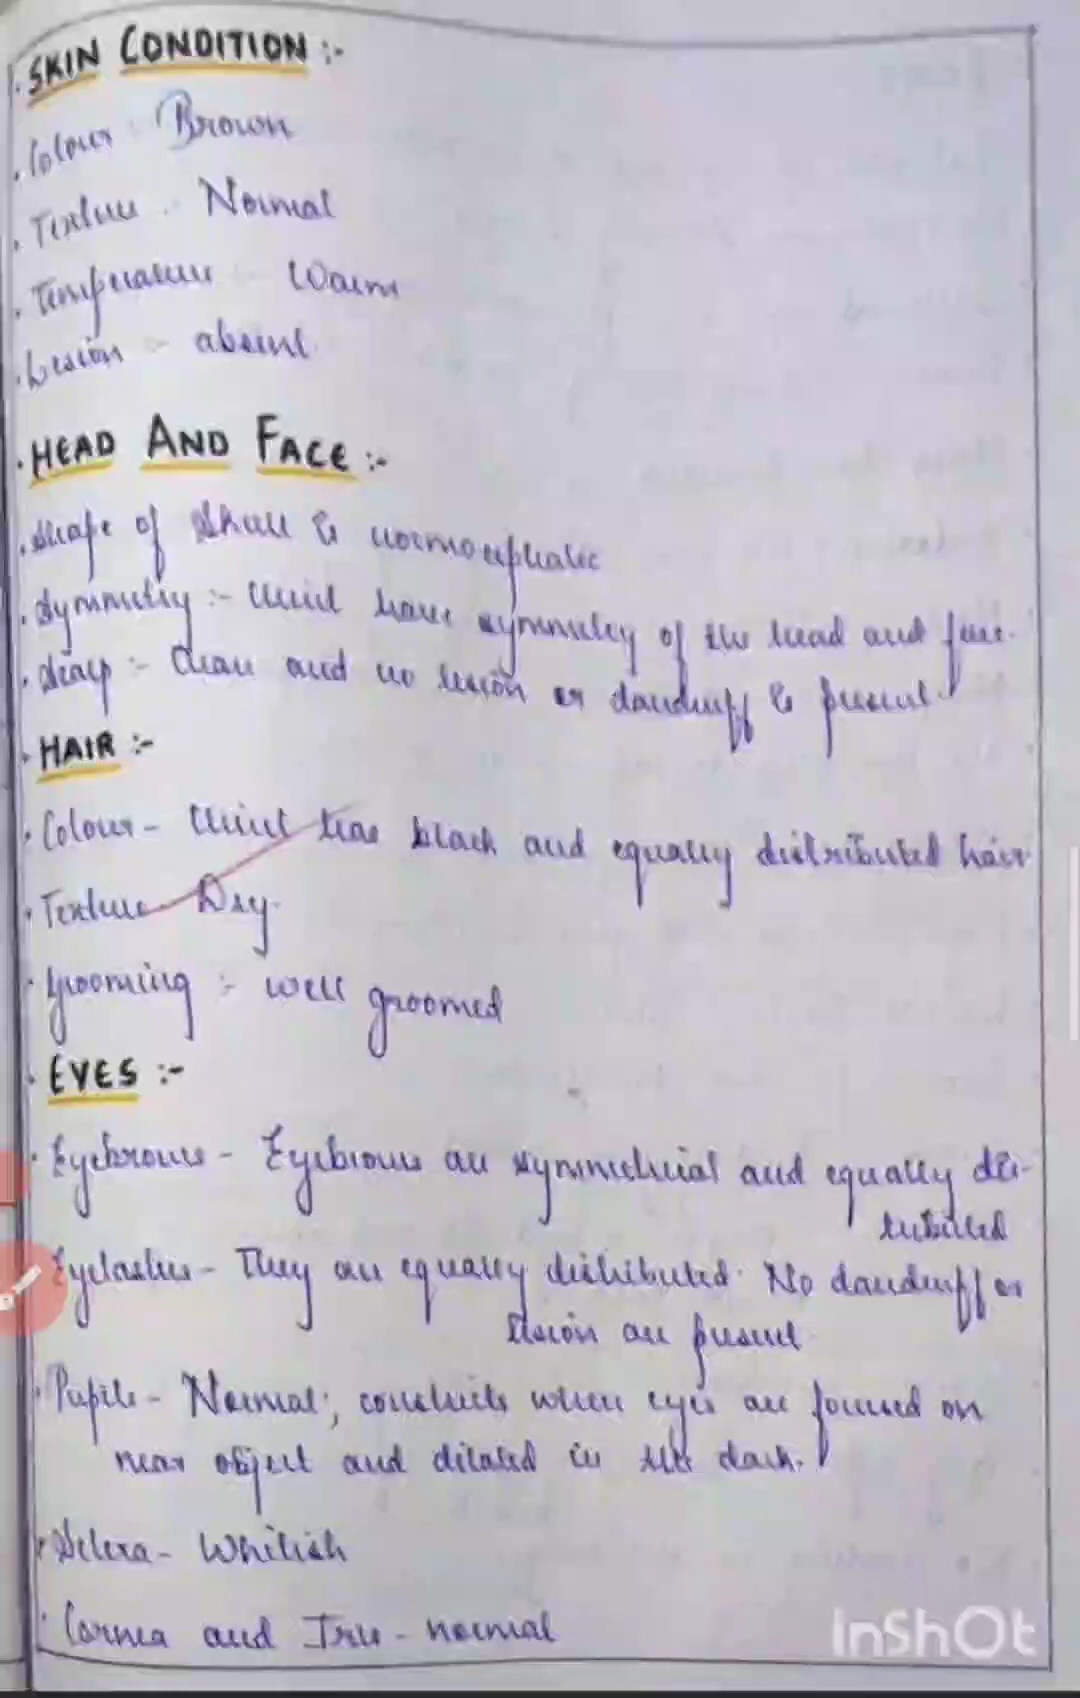 SKIN CONDITION :-
Colour - Brown
Texture - Normal
Temperature - Warm
Lesion - absent
HEAD AND FACE :-
Shape of Skull is normocephalic
Symmetry :- Client have symmetry of the head and face.
Scalp :- Clean and no lesion or dandruff is present.
HAIR :-
Colour - Client has black and equally distributed hair
Texture - Dry.
Grooming :- well groomed
EYES :-
Eyebrows - Eyebrows are symmetrical and equally dis-
tributed
Eyelashes - They are equally distributed. No dandruff or
lesion are present
Pupils - Normal; constricts when eyes are focused on
near object and dilated in the dark.
Sclera - Whitish
Cornea and Iris - normal
InShOt